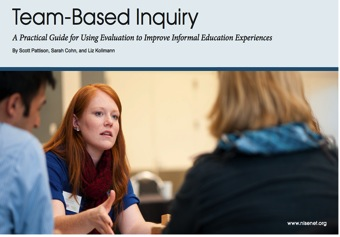 Team-Based Inquiry
A Practical Guide for Using Evaluation to Improve Informal Education Experiences
By Scott Pattison, Sarah Cohn, and Liz Kollmann
www.nisenet.org